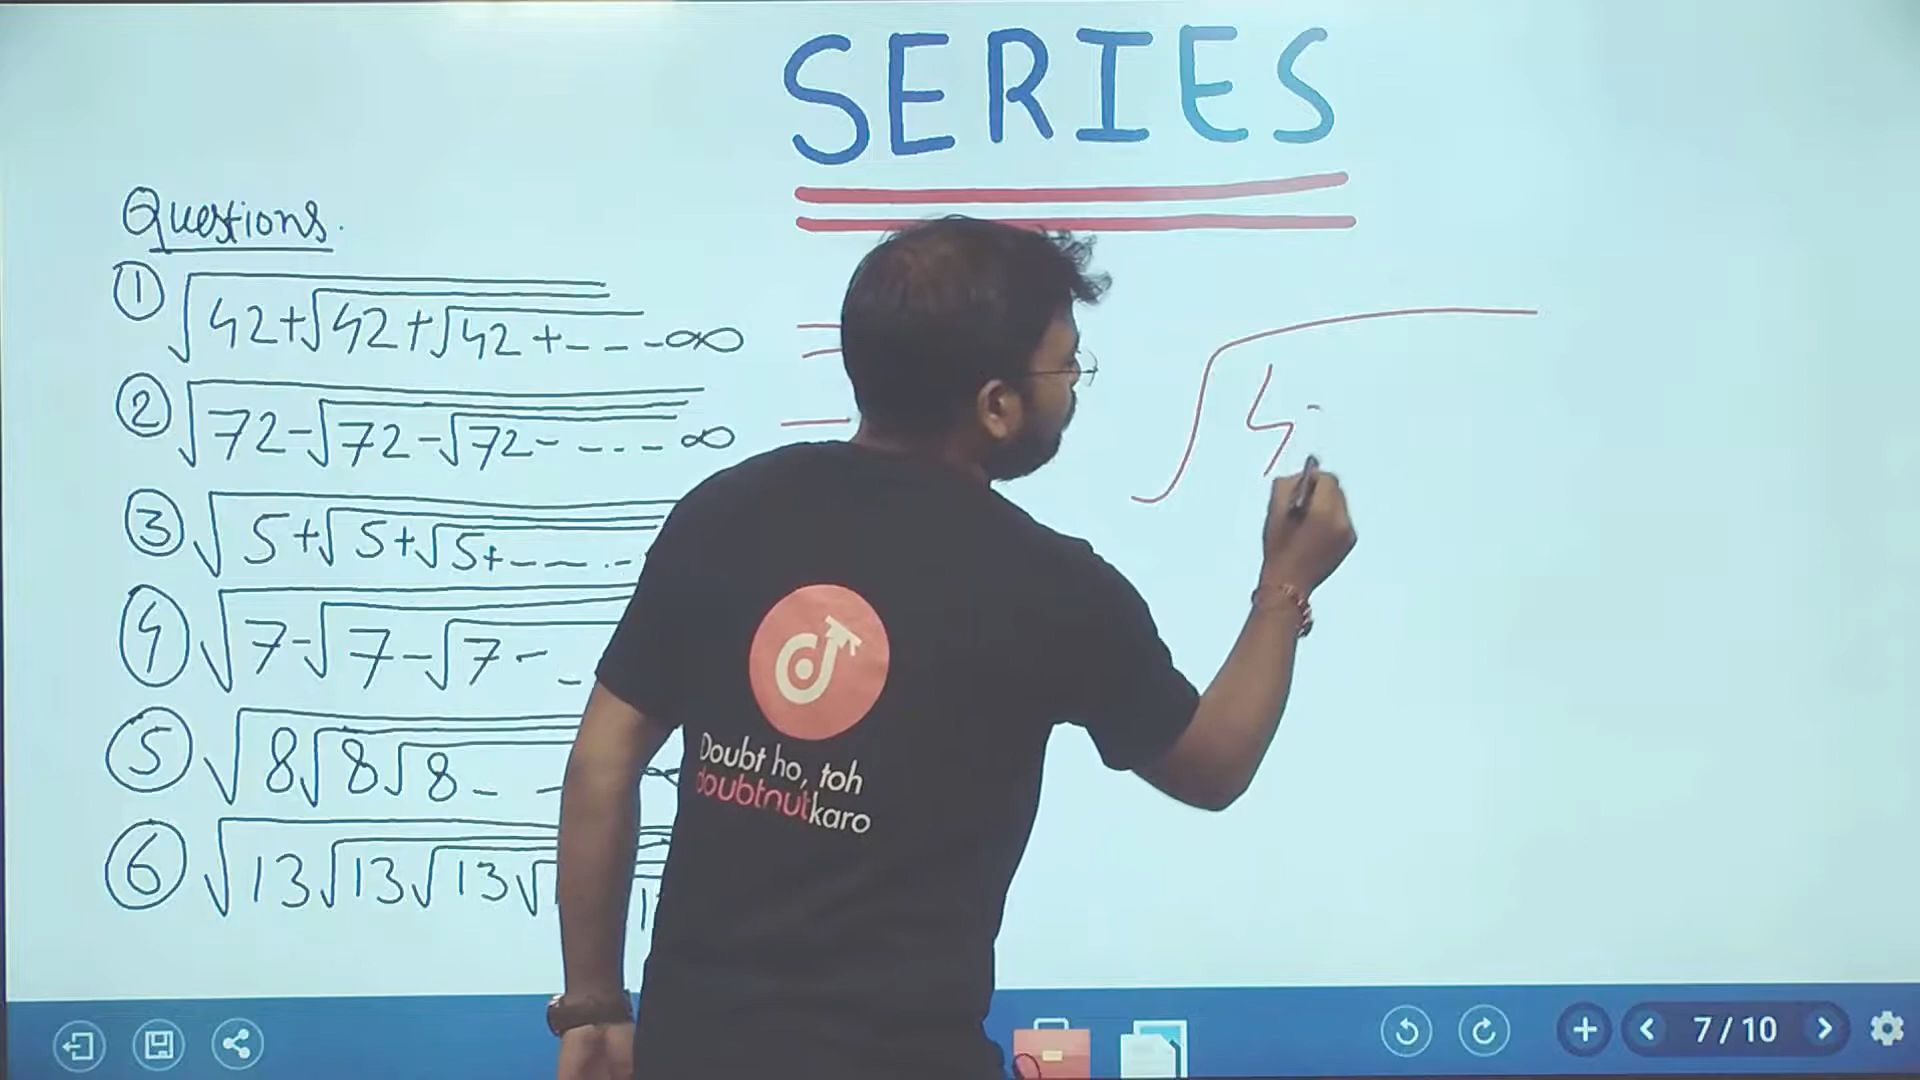 SERIES
Questions.
① √42+√42+√42+---∞
② √72-√72-√72-----∞
③ √5+√5+√5+-----
④ √7-√7-√7--
⑤ √8√8√8--∞
⑥ √13√13√13√
√4
Doubt ho, toh
doubtnutkaro
7/10